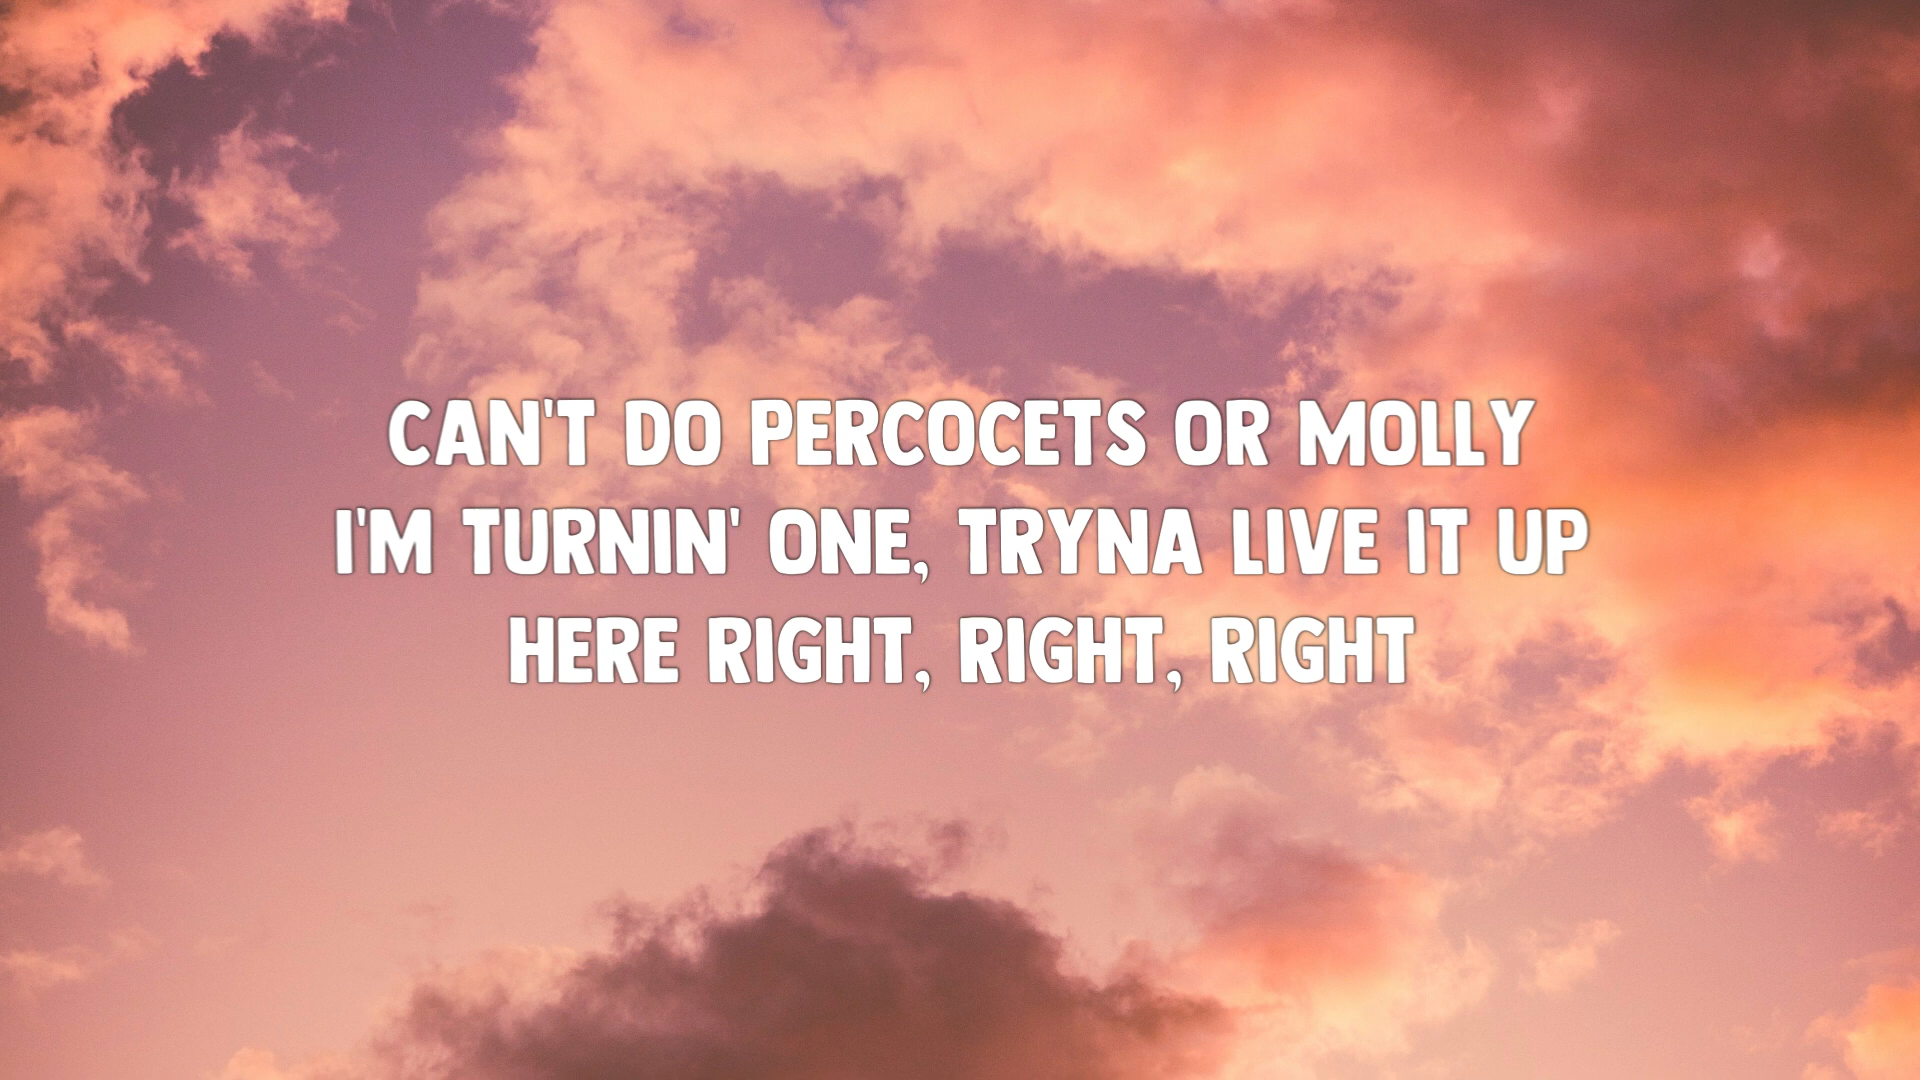 CAN'T DO PERCOCETS OR MOLLY
I'M TURNIN' ONE, TRYNA LIVE IT UP
HERE RIGHT, RIGHT, RIGHT